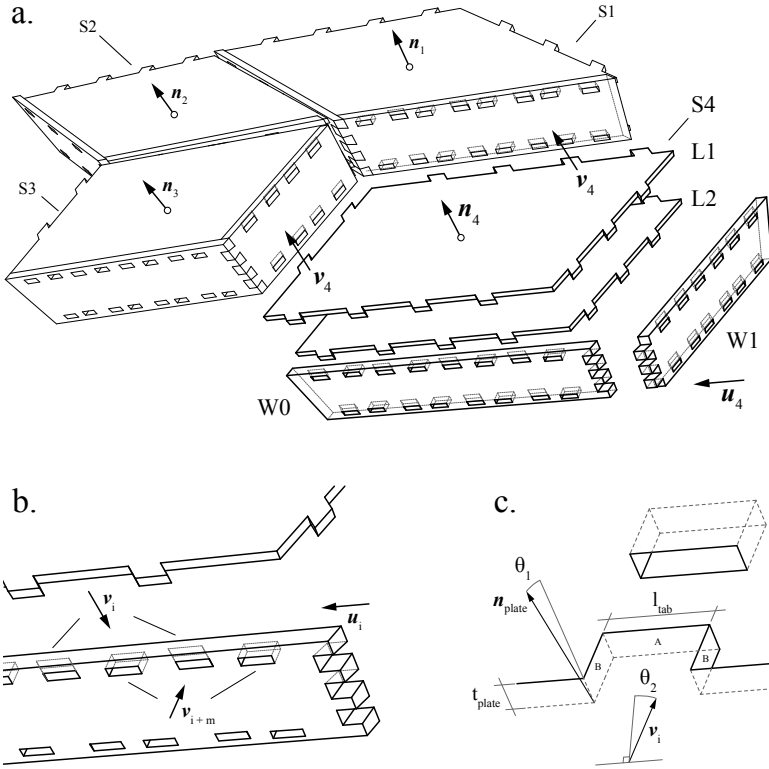 a.
S1
S2
n1
n2
S4
L1
S3
n3
v4
L2
n4
v4
W1
W0
u4
b.
c.
θ1
nplate
ltab
vi
ui
A
B
B
θ2
tplate
vi + m
vi